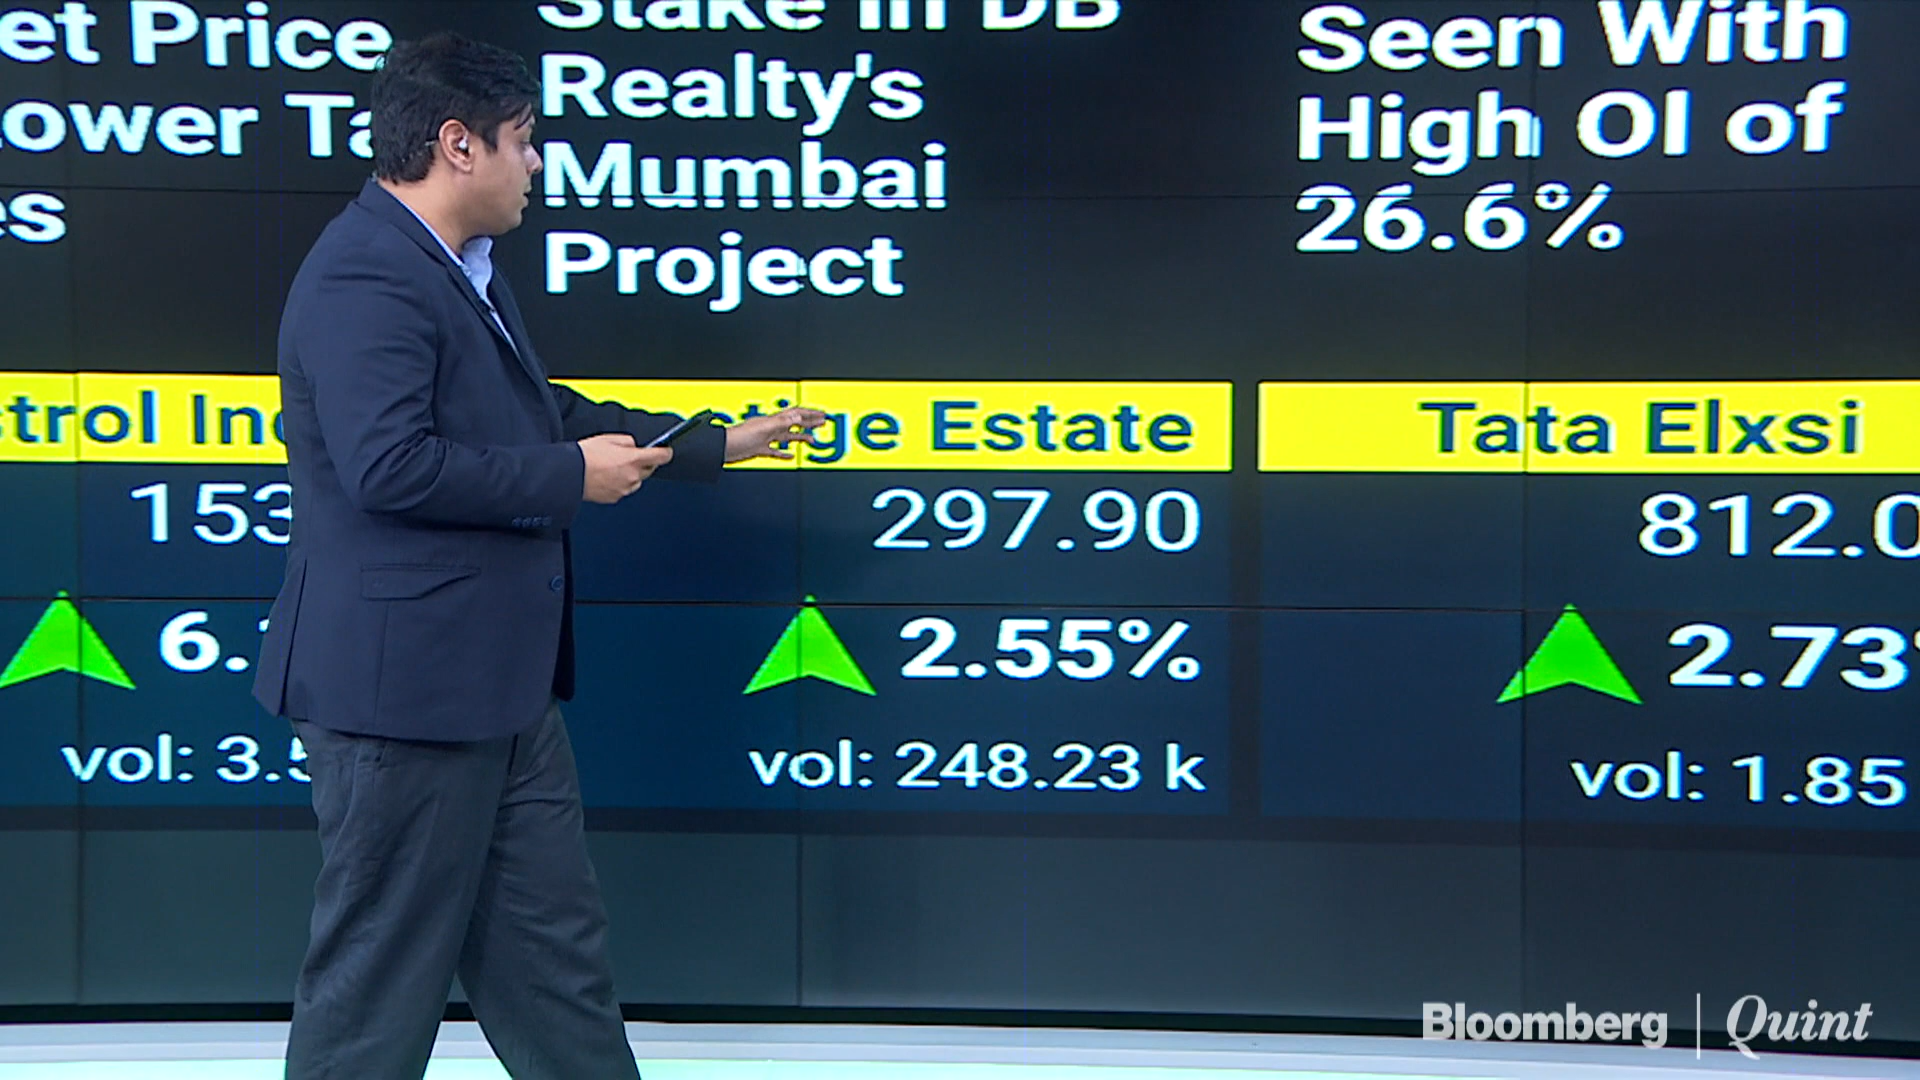 et Price
ower Ta
es
Stake in DB
Realty's
Mumbai
Project
Seen With
High OI of
26.6%
trol In
153
6.
vol: 3.5
tige Estate
297.90
2.55%
vol: 248.23 k
Tata Elxsi
812.0
2.73%
vol: 1.85
Bloomberg | Quint